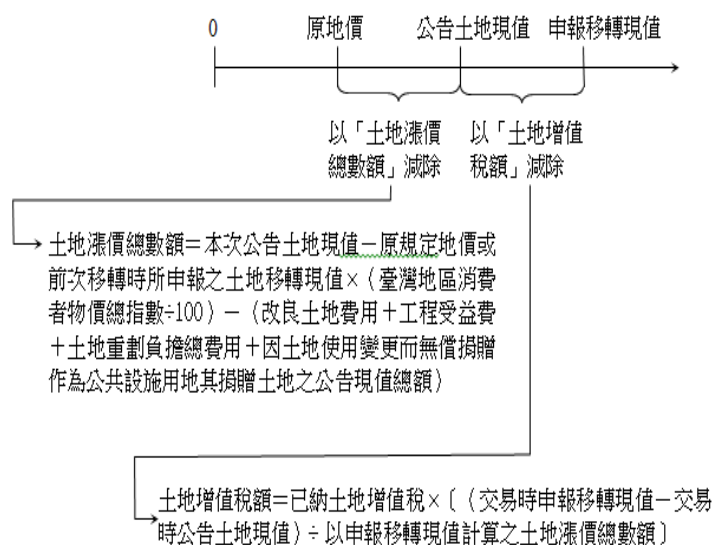 0 原地價 公告土地現值 申報移轉現值
以「土地漲價
總數額」減除
以「土地增值
稅額」減除
土地漲價總數額＝本次公告土地現值－原規定地價或
前次移轉時所申報之土地移轉現值×（臺灣地區消費
者物價總指數÷100）－（改良土地費用＋工程受益費
＋土地重劃負擔總費用＋因土地使用變更而無償捐贈
作為公共設施用地其捐贈土地之公告現值總額）
土地增值稅額＝已納土地增值稅×〔（交易時申報移轉現值－交易
時公告土地現值）÷以申報移轉現值計算之土地漲價總數額〕